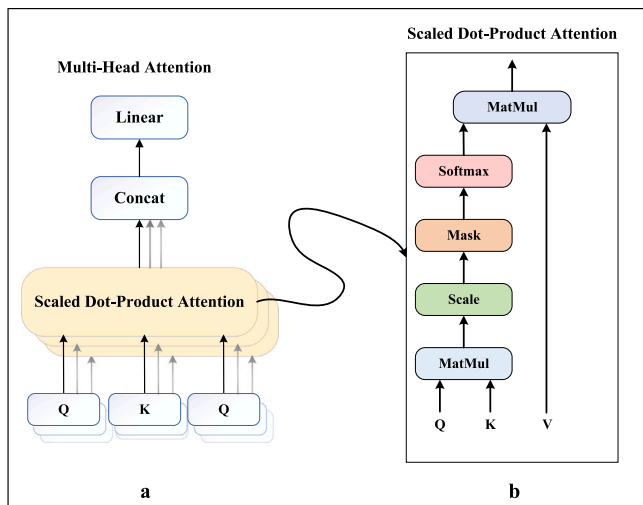 Multi-Head Attention
Linear
Concat
Scaled Dot-Product Attention
Q K Q
a
Scaled Dot-Product Attention
MatMul
Softmax
Mask
Scale
MatMul
Q K V
b